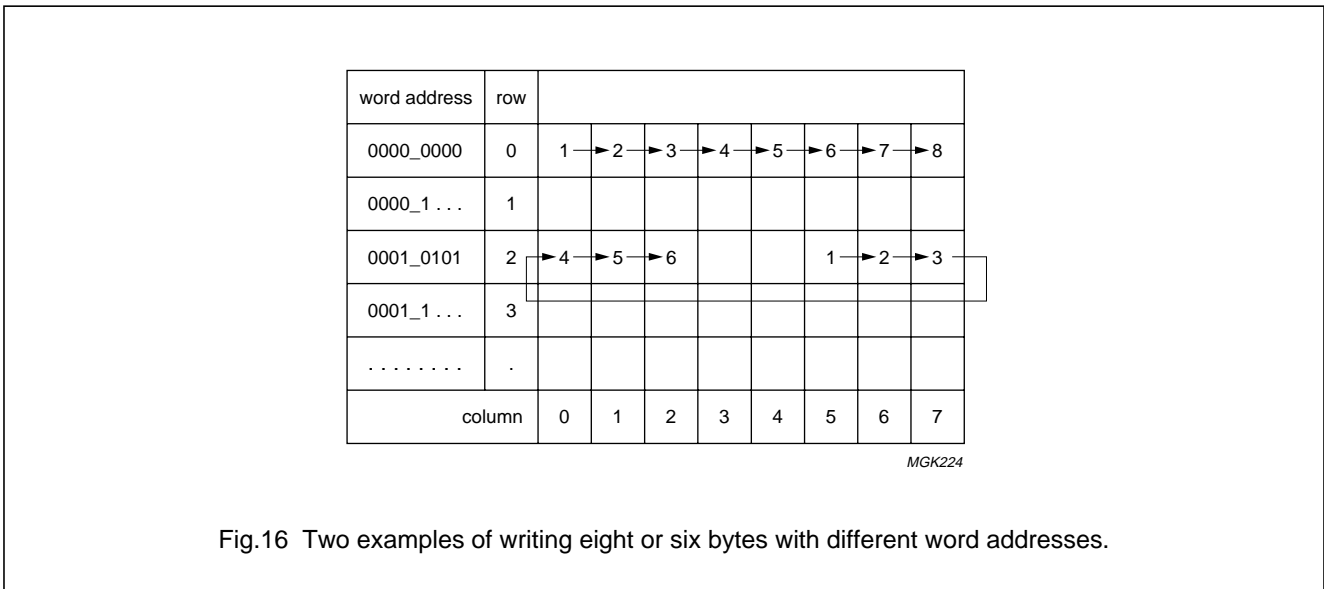 word address row
0000_0000 0 1 2 3 4 5 6 7 8
0000_1 . . . 1
0001_0101 2 4 5 6 1 2 3
0001_1 . . . 3
. . . . . . . . .
column 0 1 2 3 4 5 6 7
MGK224
Fig.16 Two examples of writing eight or six bytes with different word addresses.